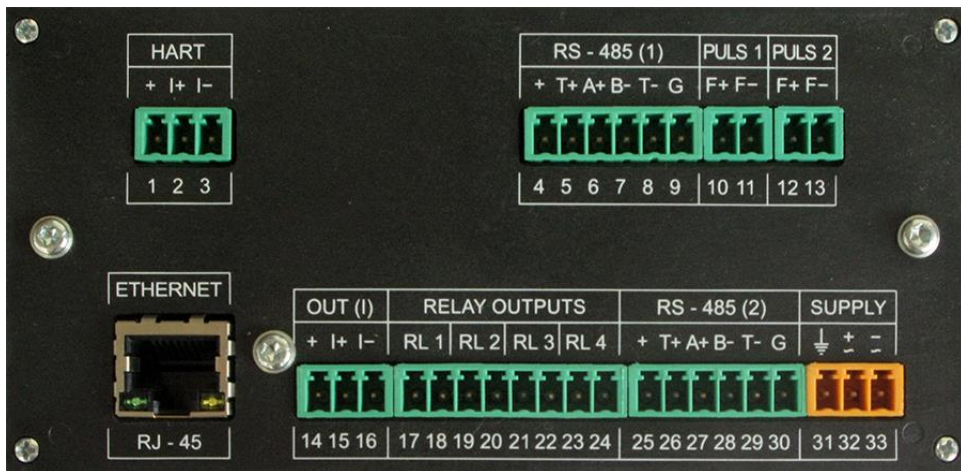 HART
+ I+ I−
1 2 3
RS - 485 (1) PULS 1 PULS 2
+ T+ A+ B- T- G F+ F− F+ F−
4 5 6 7 8 9 10 11 12 13
ETHERNET
RJ - 45
OUT (I) RELAY OUTPUTS RS - 485 (2) SUPPLY
+ I+ I− RL 1 RL 2 RL 3 RL 4 + T+ A+ B- T- G ⏚ + −
14 15 16 17 18 19 20 21 22 23 24 25 26 27 28 29 30 31 32 33